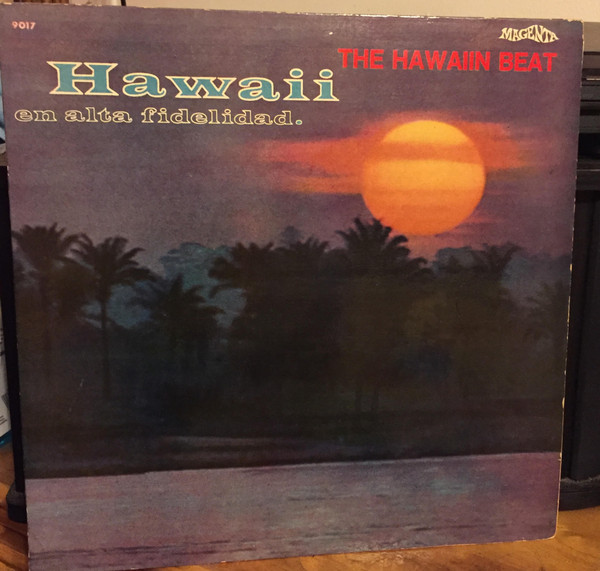 9017
MAGENTA
THE HAWAIIN BEAT
Hawaii
en alta fidelidad.